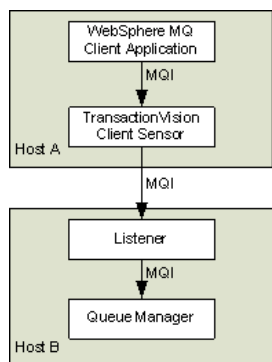 WebSphere MQ
Client Application
MQI
TransactionVision
Client Sensor
Host A
MQI
Listener
MQI
Queue Manager
Host B